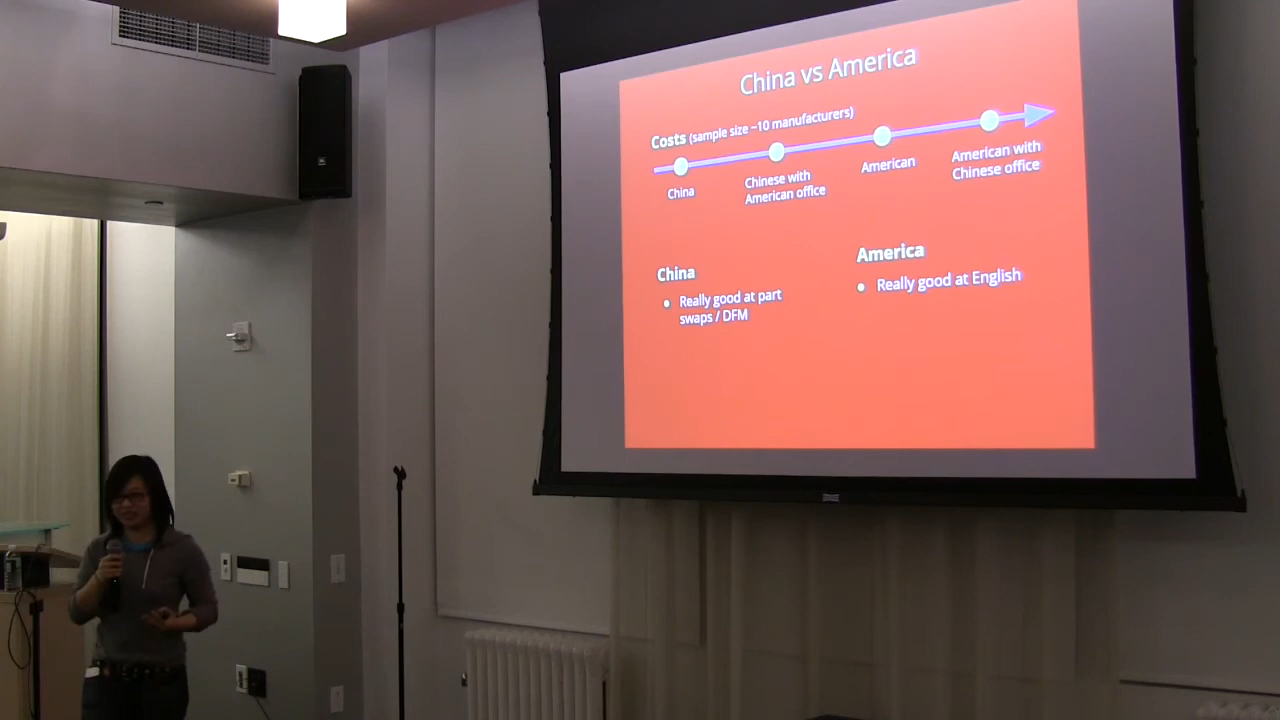 China vs America
Costs (sample size ~10 manufacturers)
China
Chinese with
American office
American
American with
Chinese office
China
• Really good at part
swaps / DFM
America
• Really good at English